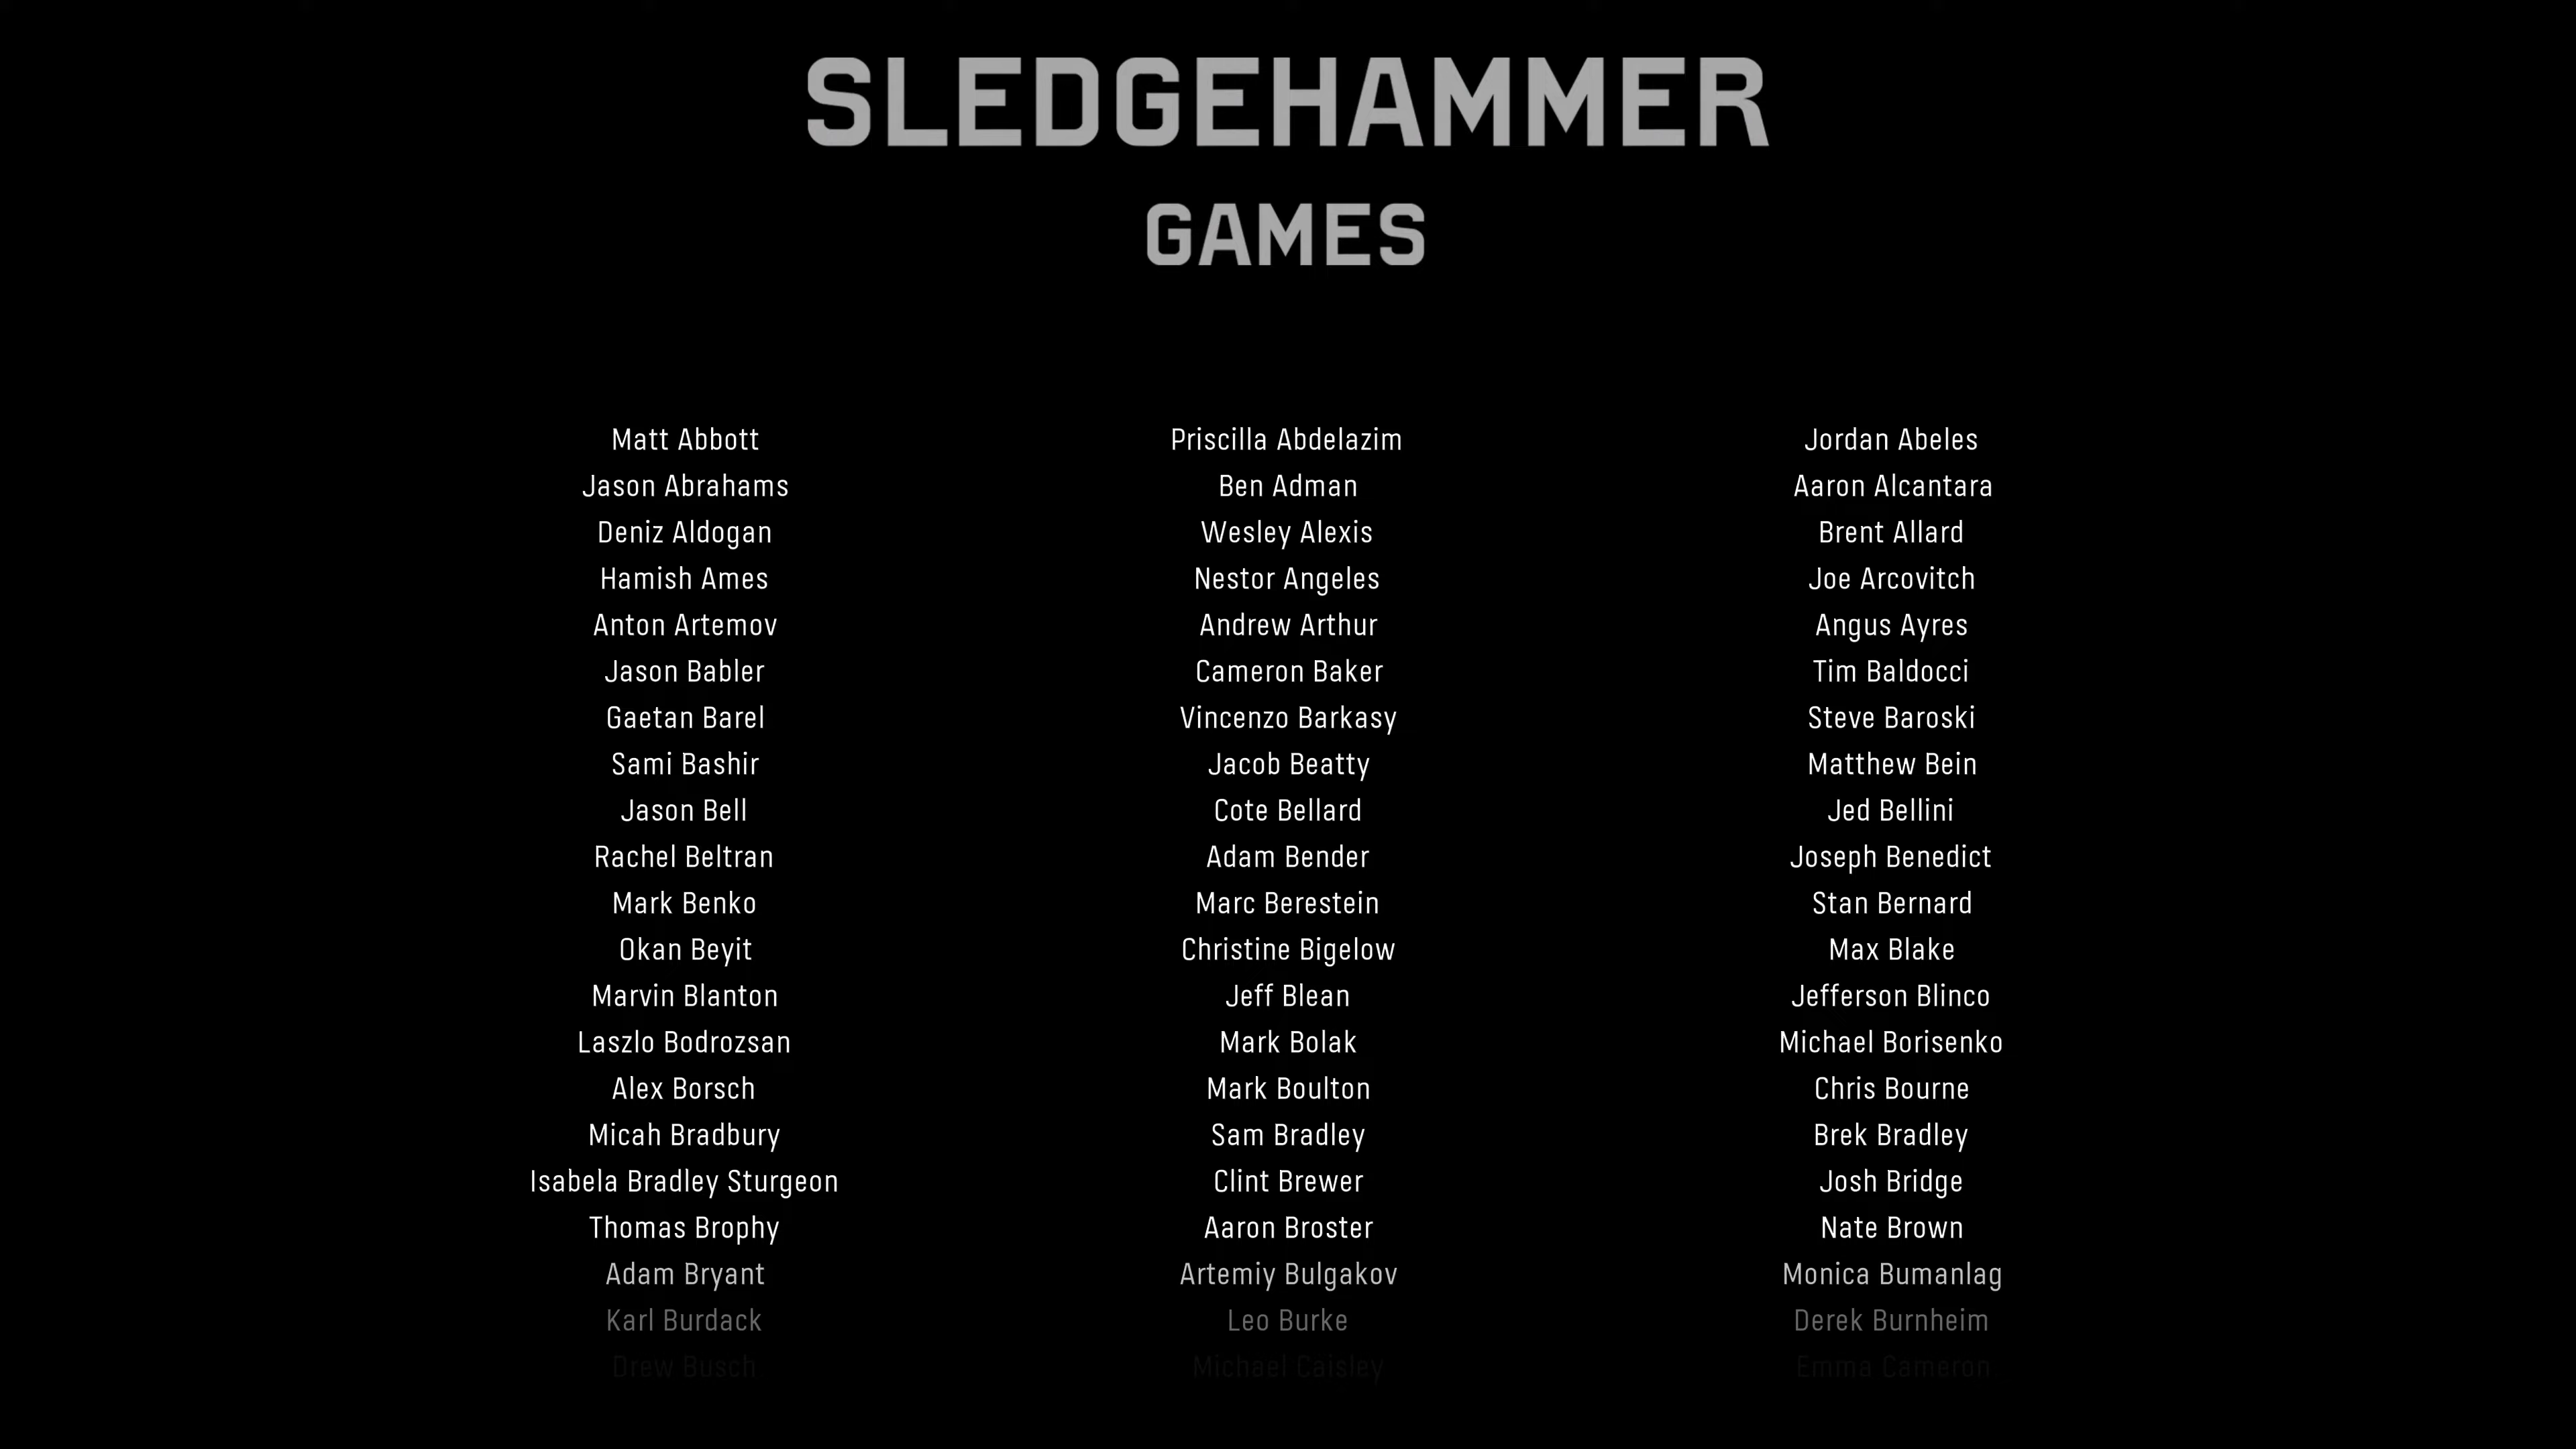 SLEDGEHAMMER
GAMES
Matt Abbott Priscilla Abdelazim Jordan Abeles
Jason Abrahams Ben Adman Aaron Alcantara
Deniz Aldogan Wesley Alexis Brent Allard
Hamish Ames Nestor Angeles Joe Arcovitch
Anton Artemov Andrew Arthur Angus Ayres
Jason Babler Cameron Baker Tim Baldocci
Gaetan Barel Vincenzo Barkasy Steve Baroski
Sami Bashir Jacob Beatty Matthew Bein
Jason Bell Cote Bellard Jed Bellini
Rachel Beltran Adam Bender Joseph Benedict
Mark Benko Marc Berestein Stan Bernard
Okan Beyit Christine Bigelow Max Blake
Marvin Blanton Jeff Blean Jefferson Blinco
Laszlo Bodrozsan Mark Bolak Michael Borisenko
Alex Borsch Mark Boulton Chris Bourne
Micah Bradbury Sam Bradley Brek Bradley
Isabela Bradley Sturgeon Clint Brewer Josh Bridge
Thomas Brophy Aaron Broster Nate Brown
Adam Bryant Artemiy Bulgakov Monica Bumanlag
Karl Burdack Leo Burke Derek Burnheim
Drew Busch Michael Caisley Emma Cameron